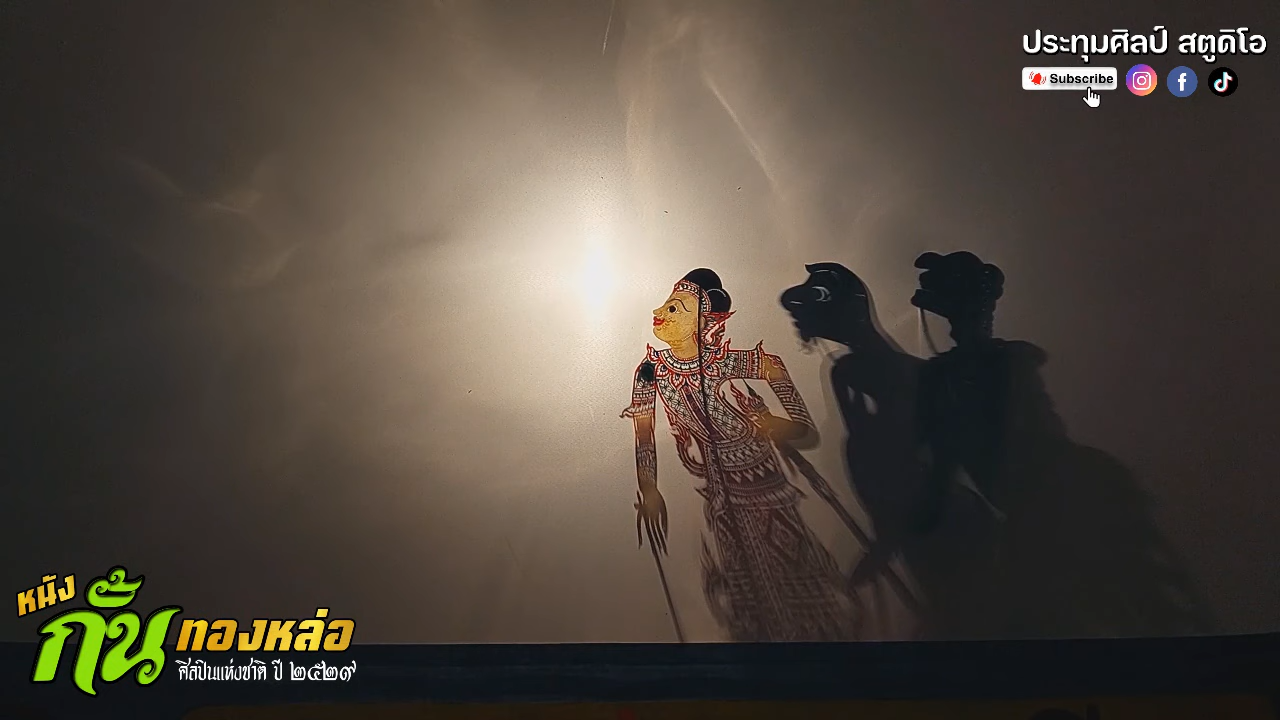 ประทุมศิลป์ สตูดิโอ
Subscribe
หนัง
กั้น ทองหล่อ
ศิลปินแห่งชาติ ปี ๒๕๒๙